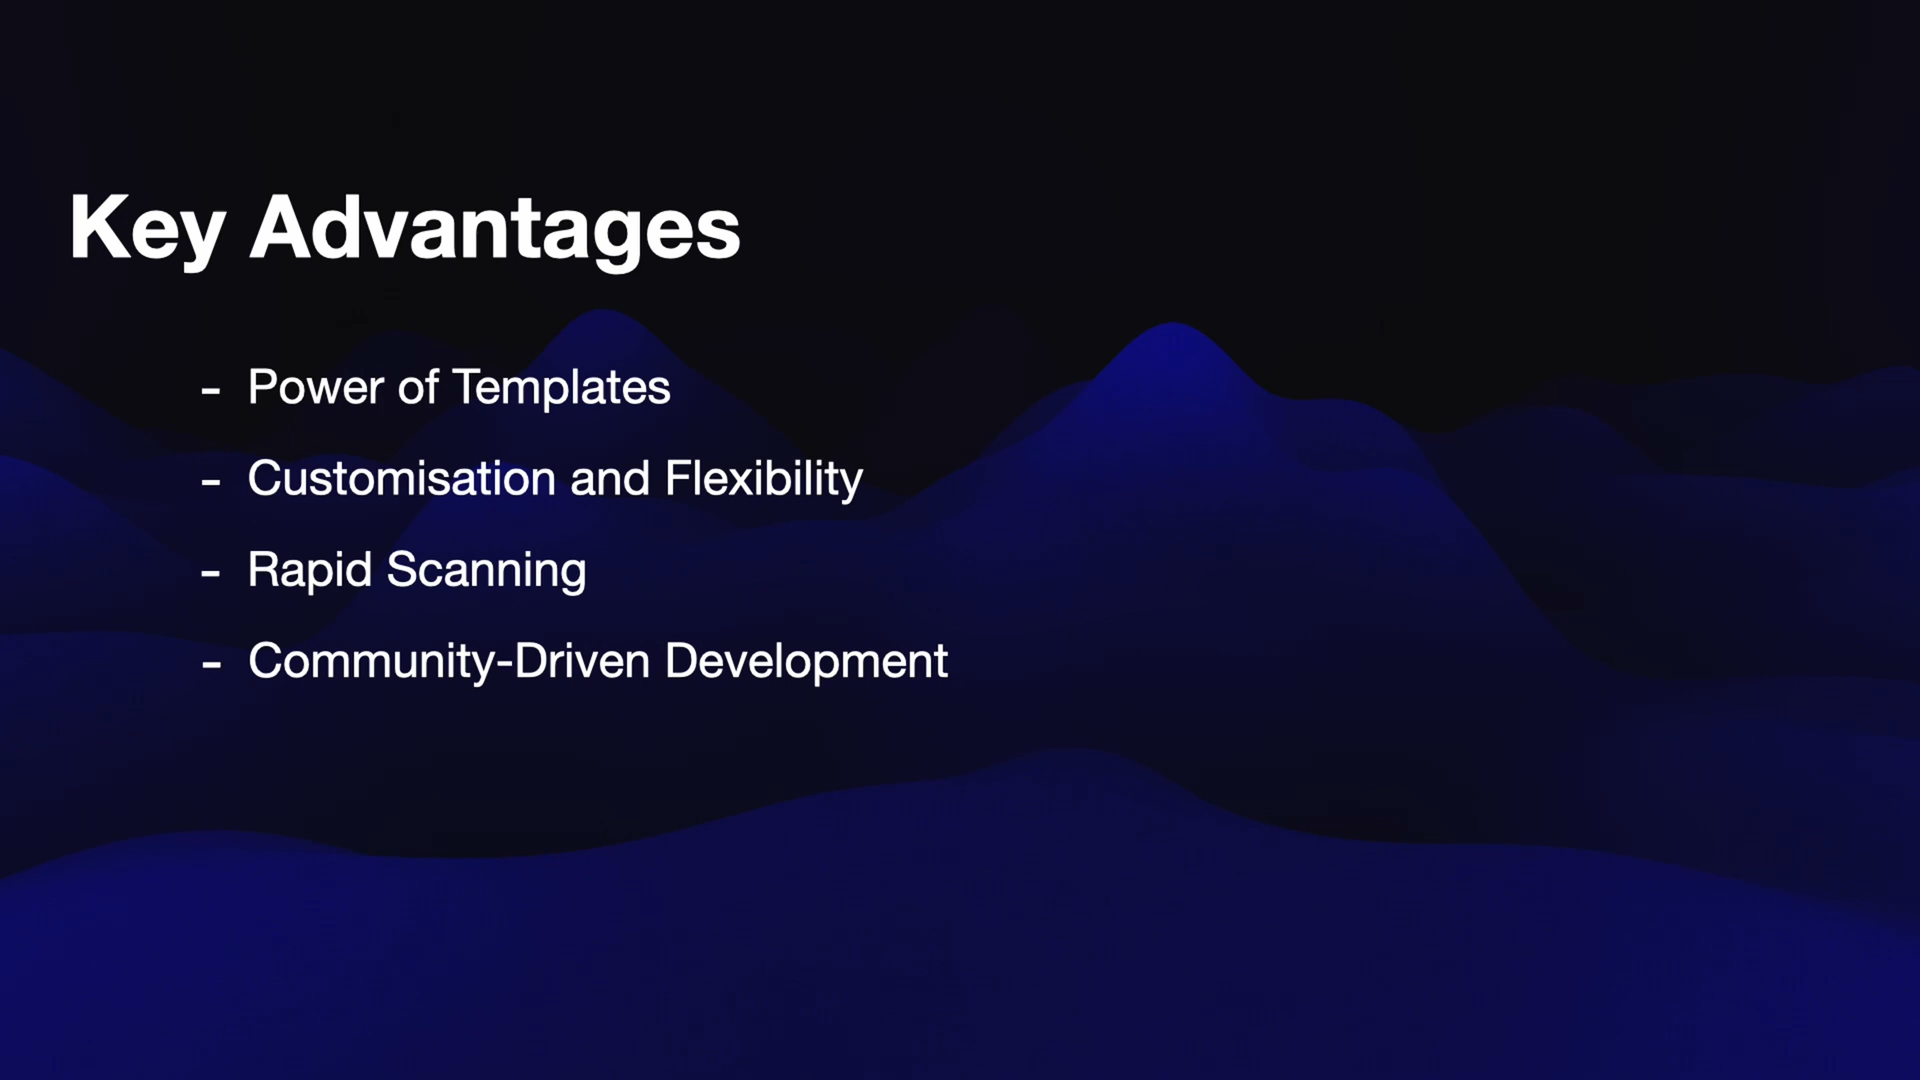 Key Advantages
- Power of Templates
- Customisation and Flexibility
- Rapid Scanning
- Community-Driven Development